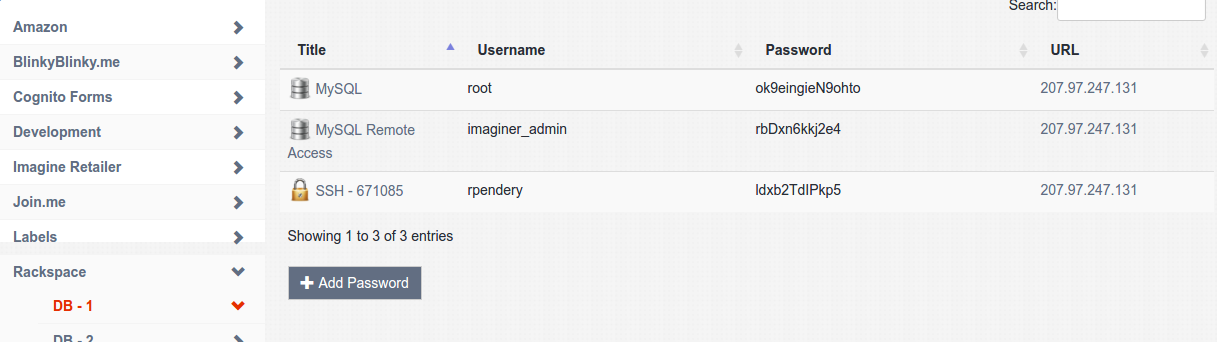 Search:
Amazon
BlinkyBlinky.me
Cognito Forms
Development
Imagine Retailer
Join.me
Labels
Rackspace
DB - 1
DB - 2
Title Username Password URL
MySQL root ok9eingieN9ohto 207.97.247.131
MySQL Remote imaginer_admin rbDxn6kkj2e4 207.97.247.131
Access
SSH - 671085 rpendery ldxb2TdIPkp5 207.97.247.131
Showing 1 to 3 of 3 entries
Add Password